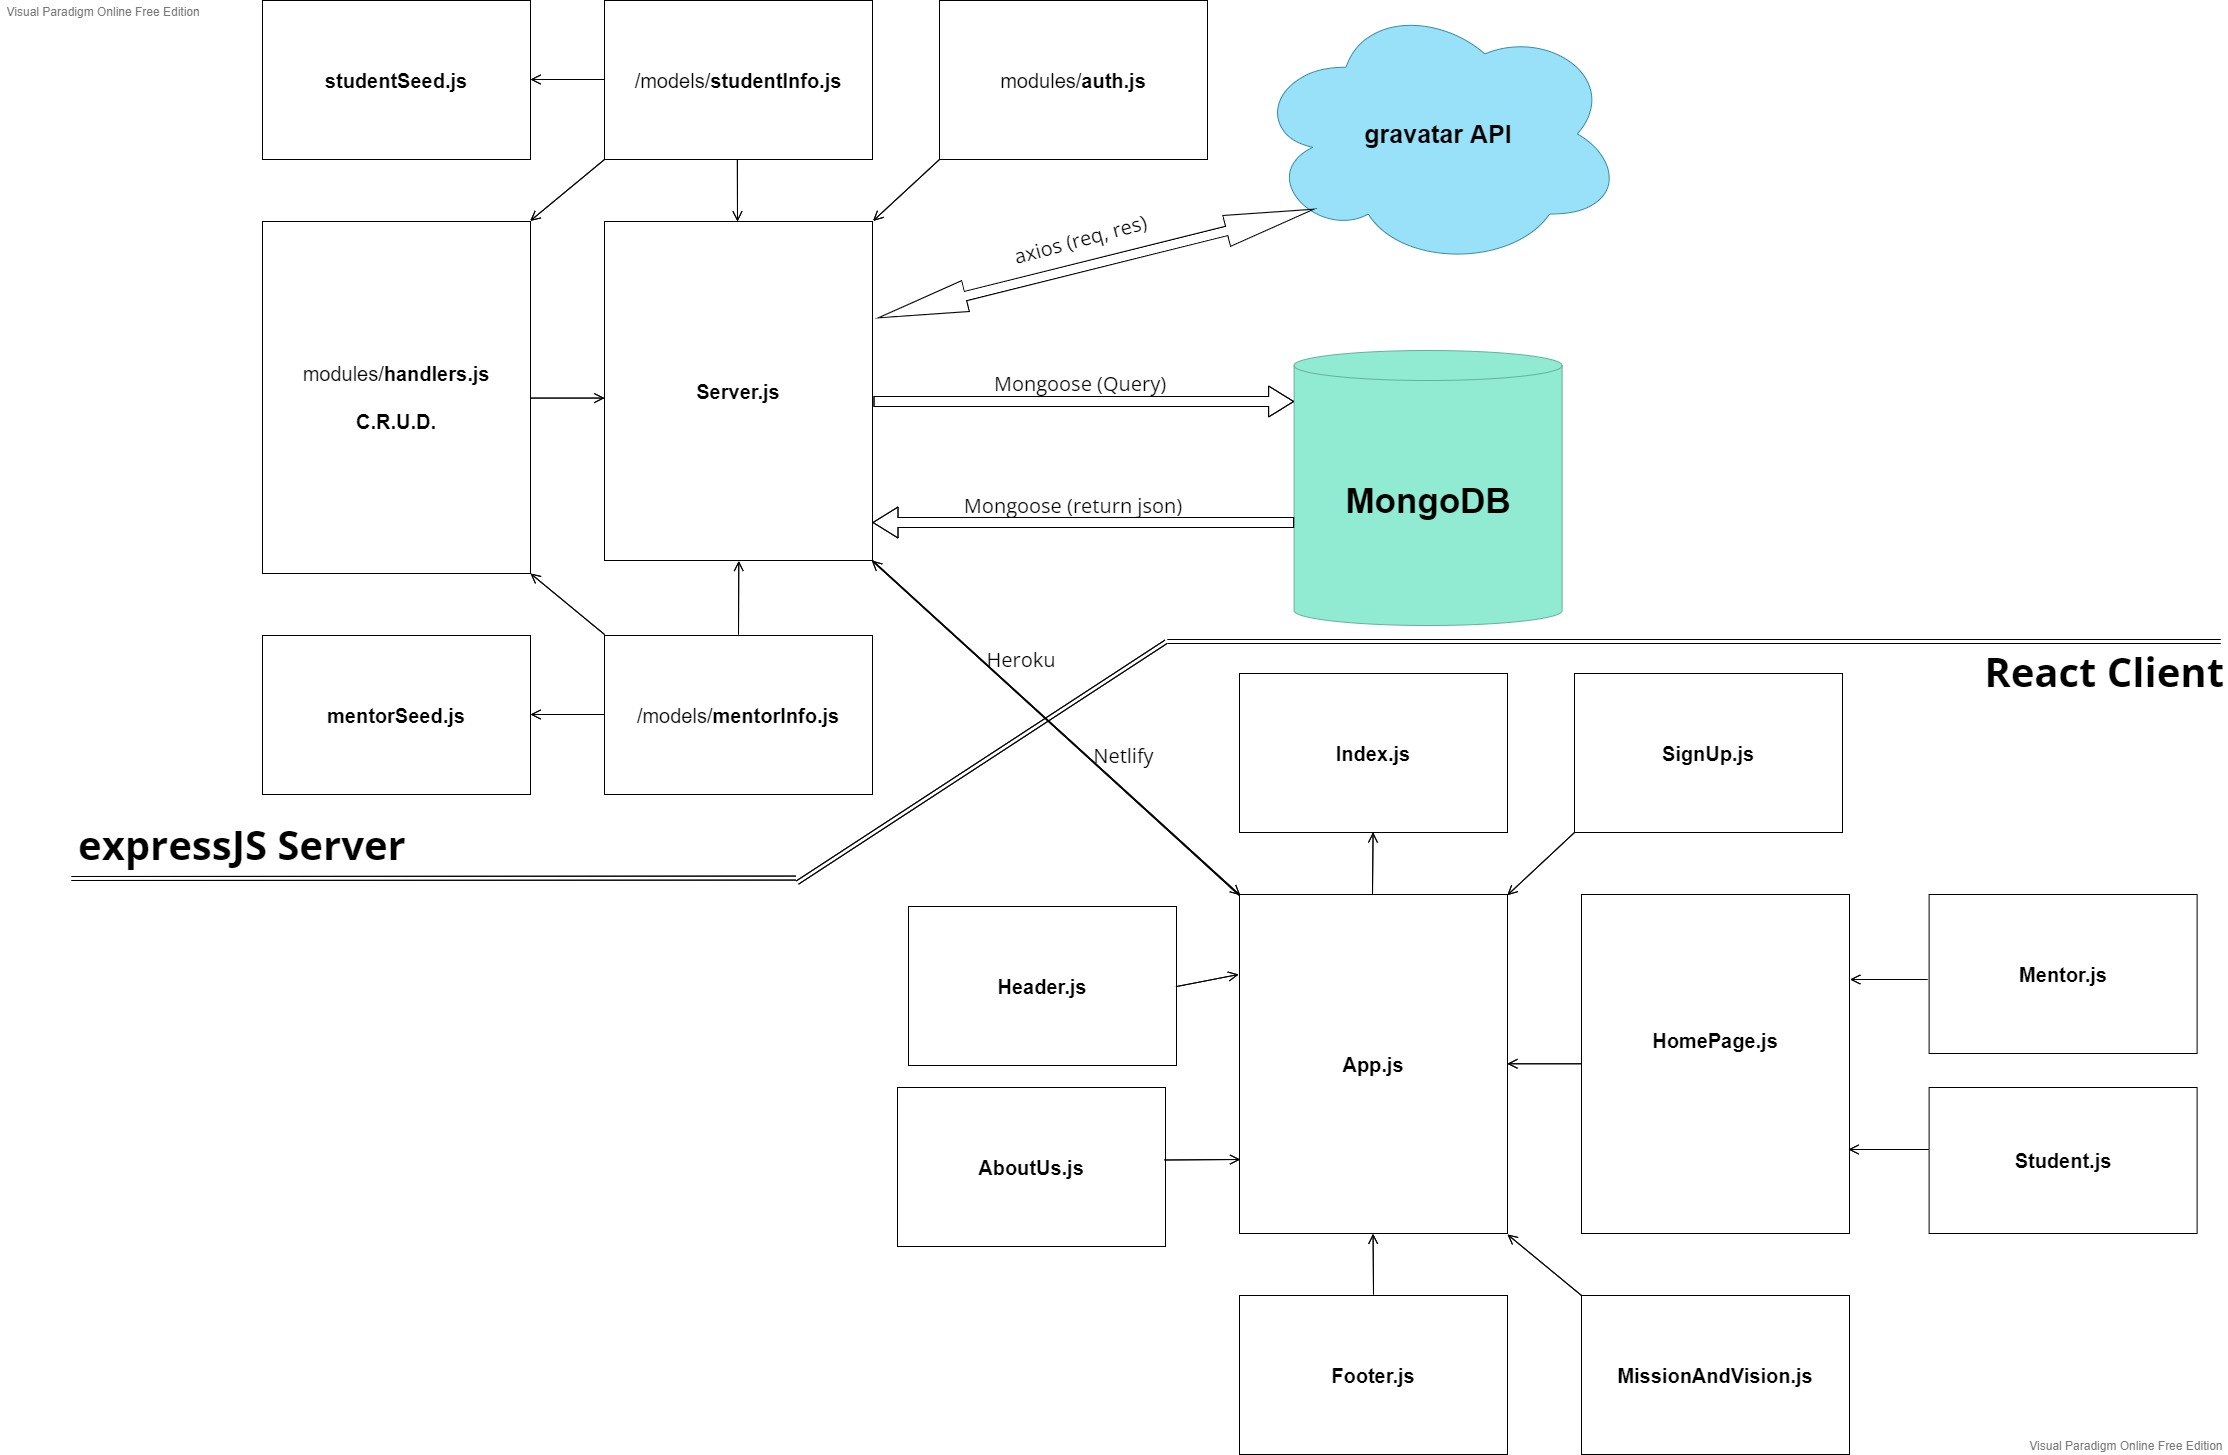 Visual Paradigm Online Free Edition
studentSeed.js
/models/studentInfo.js
modules/auth.js
gravatar API
axios (req, res)
modules/handlers.js
C.R.U.D.
Server.js
Mongoose (Query)
Mongoose (return json)
MongoDB
mentorSeed.js
/models/mentorInfo.js
Heroku
Netlify
expressJS Server
React Client
Index.js
SignUp.js
Header.js
App.js
HomePage.js
Mentor.js
AboutUs.js
Student.js
Footer.js
MissionAndVision.js
Visual Paradigm Online Free Edition